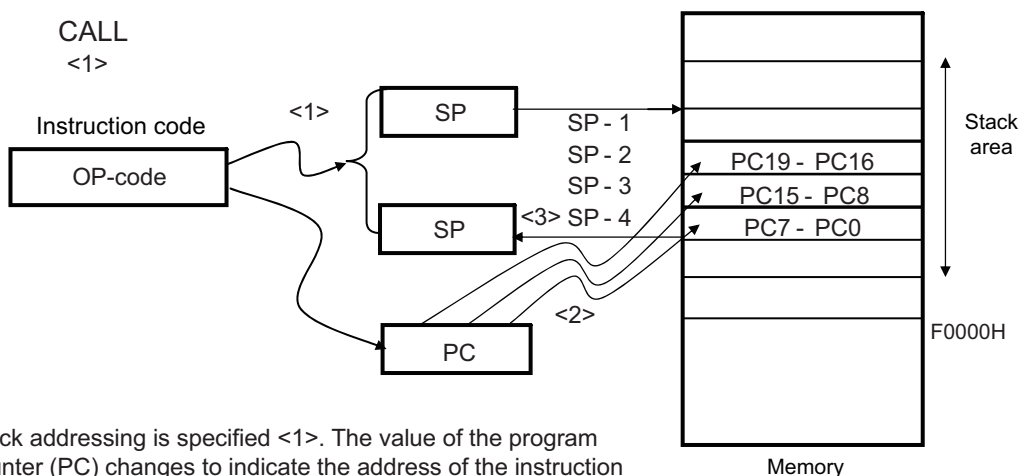 CALL
<1>
Instruction code
OP-code
<1>
SP
SP
PC
SP - 1
SP - 2
SP - 3
<3> SP - 4
<2>
PC19 - PC16
PC15 - PC8
PC7 - PC0
Stack
area
F0000H
Memory
addressing is specified <1>. The value of the program
(PC) changes to indicate the address of the instruction